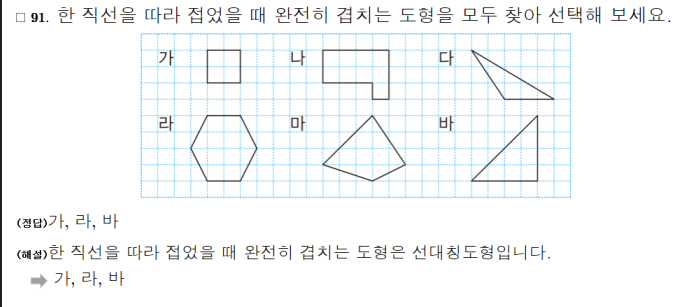 □ 91. 한 직선을 따라 접었을 때 완전히 겹치는 도형을 모두 찾아 선택해 보세요.
가 나 다
라 마 바
(정답)가, 라, 바
(해설)한 직선을 따라 접었을 때 완전히 겹치는 도형은 선대칭도형입니다.
➡ 가, 라, 바